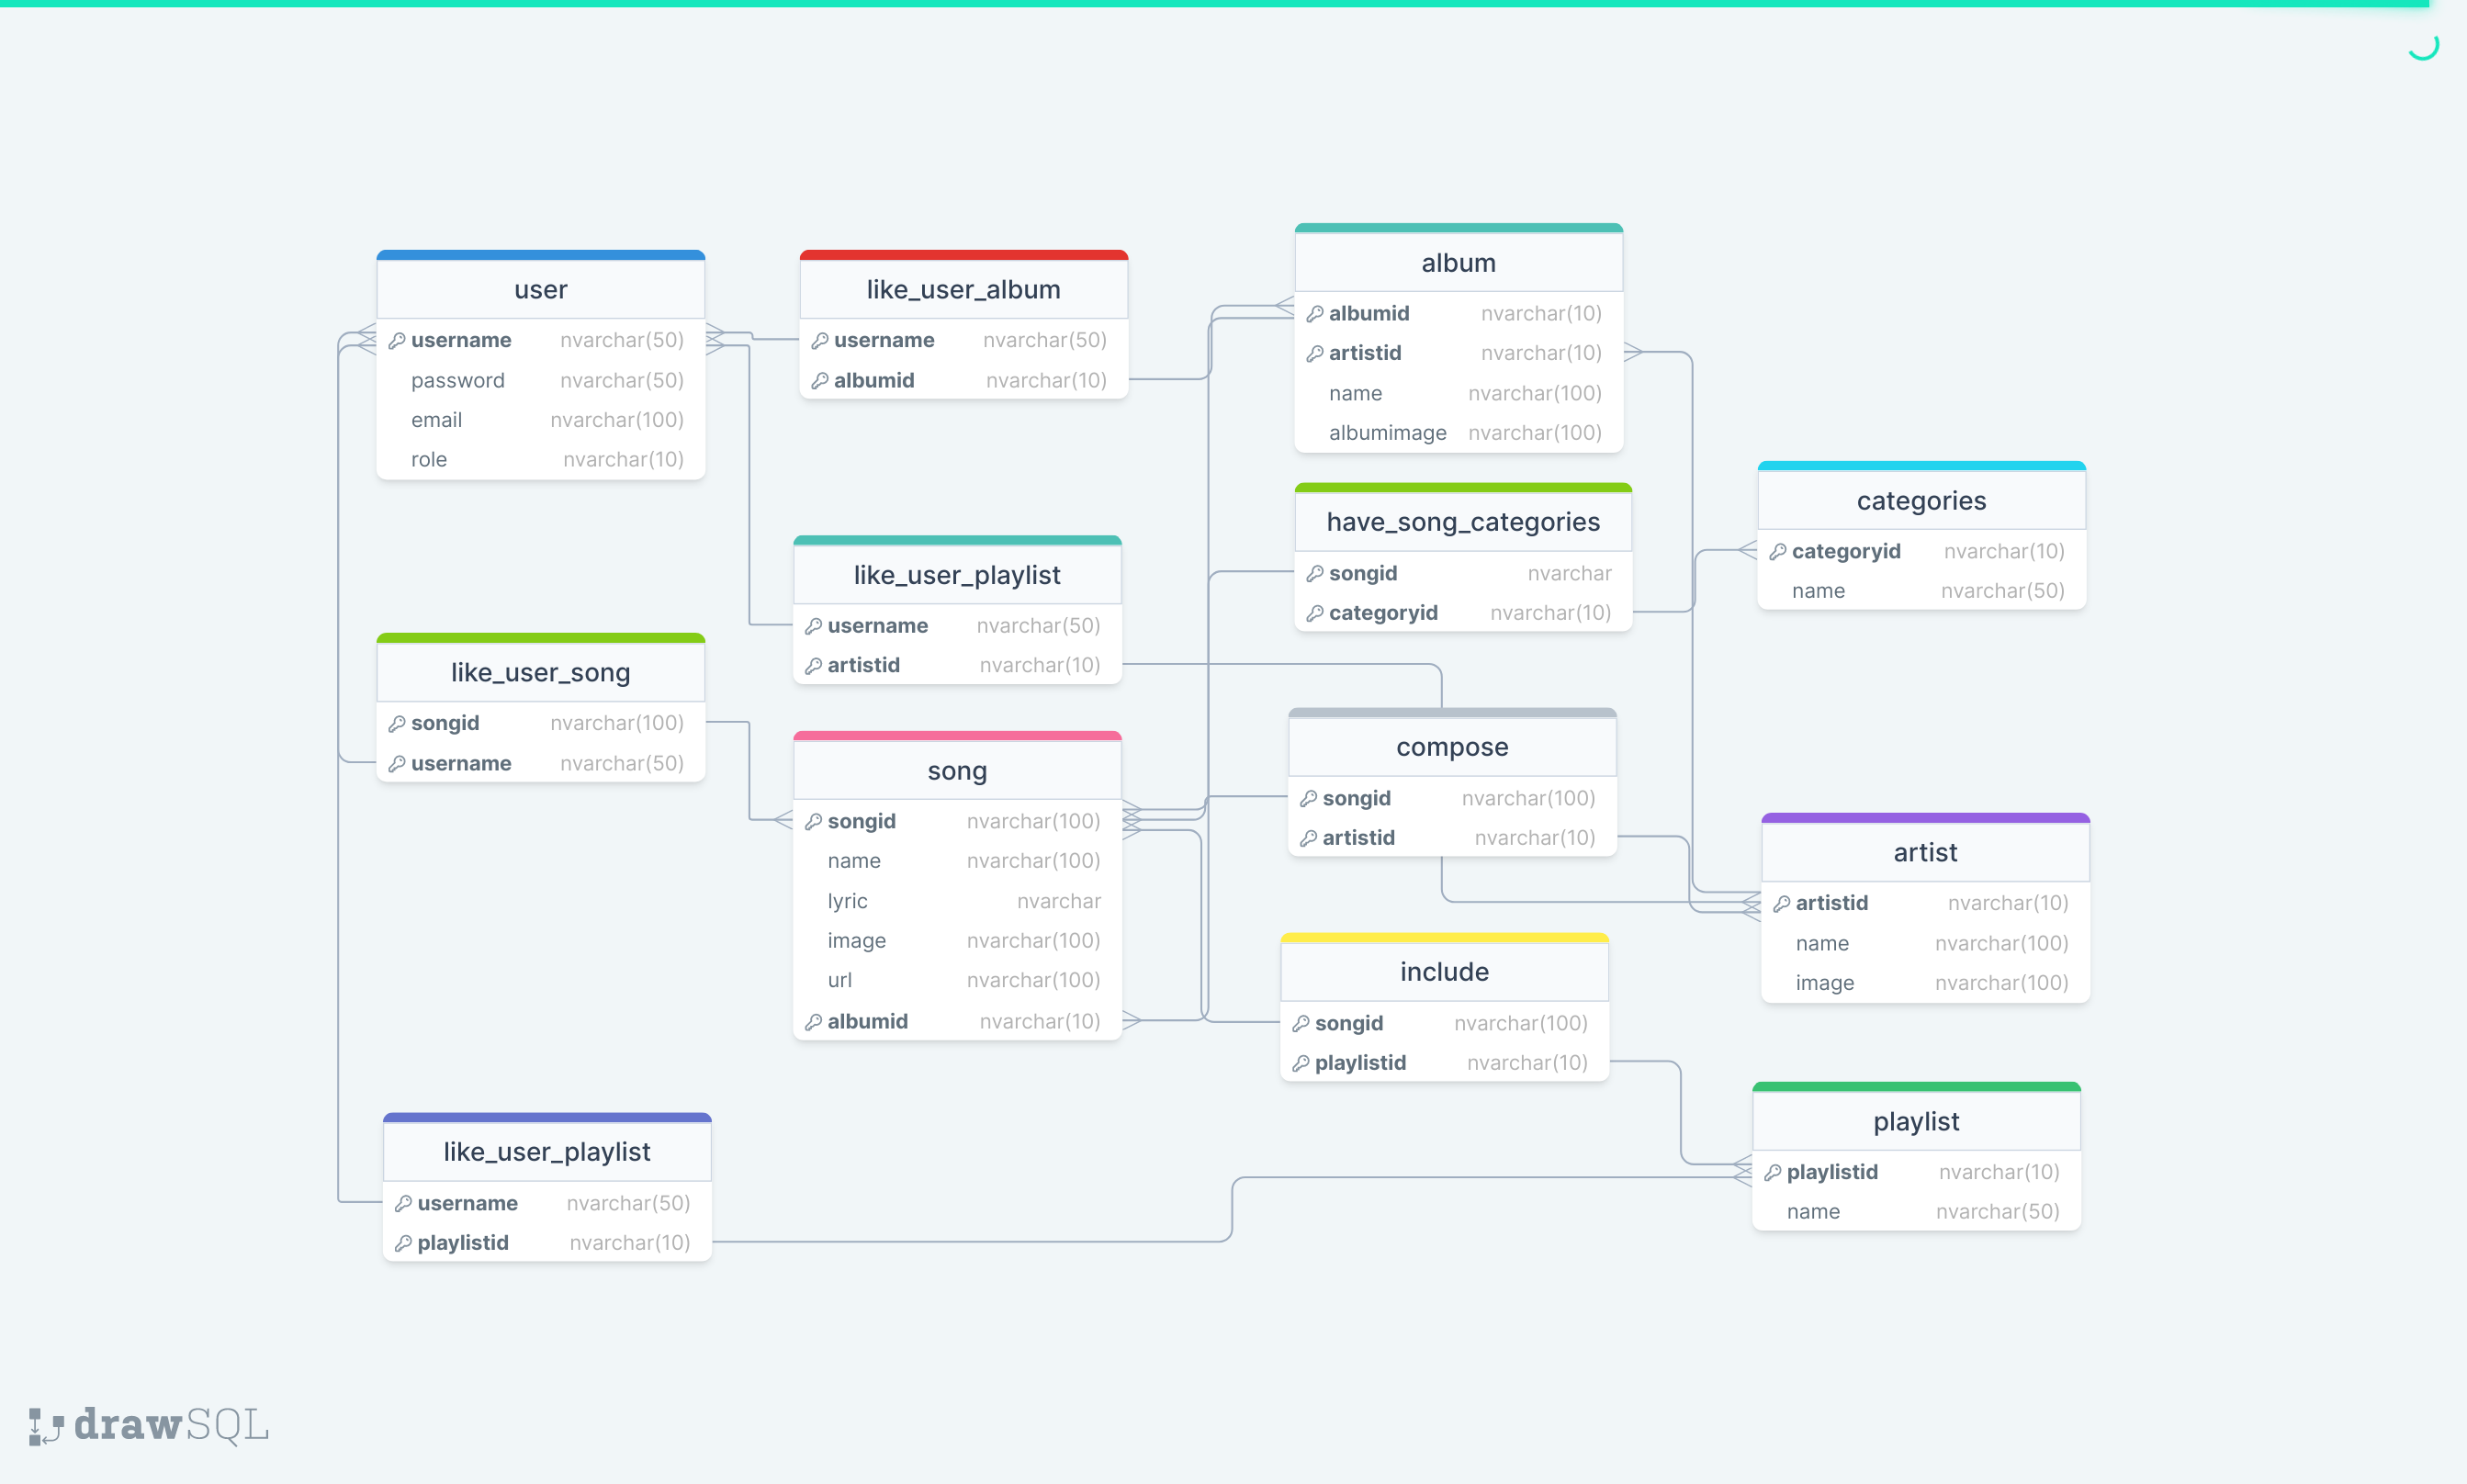 user
username nvarchar(50)
password nvarchar(50)
email nvarchar(100)
role nvarchar(10)
like_user_album
username nvarchar(50)
albumid nvarchar(10)
album
albumid nvarchar(10)
artistid nvarchar(10)
name nvarchar(100)
albumimage nvarchar(100)
categories
categoryid nvarchar(10)
name nvarchar(50)
have_song_categories
songid nvarchar
categoryid nvarchar(10)
like_user_playlist
username nvarchar(50)
artistid nvarchar(10)
like_user_song
songid nvarchar(100)
username nvarchar(50)
song
songid nvarchar(100)
name nvarchar(100)
lyric nvarchar
image nvarchar(100)
url nvarchar(100)
albumid nvarchar(10)
compose
songid nvarchar(100)
artistid nvarchar(10)
artist
artistid nvarchar(10)
name nvarchar(100)
image nvarchar(100)
include
songid nvarchar(100)
playlistid nvarchar(10)
playlist
playlistid nvarchar(10)
name nvarchar(50)
like_user_playlist
username nvarchar(50)
playlistid nvarchar(10)
drawSQL